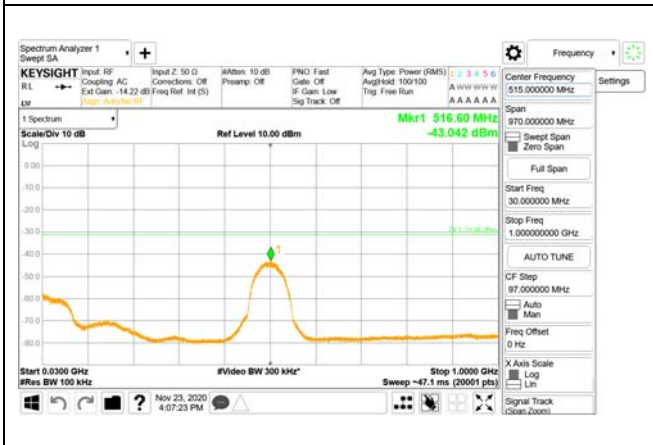 Spectrum Analyzer 1
Swept SA
Frequency
KEYSIGHT Input: RF Input Z: 50 Ω #Atten: 10 dB PNO: Fast Avg Type: Power (RMS) 1 2 3 4 5 6
RL Coupling: AC Corrections: Off Preamp: Off Gate: Off Avg|Hold: 100/100 A W W W W W
Ext Gain: -14.22 dB Freq Ref: Int (S) IF Gain: Low Trig: Free Run A A A A A A
Align: Auto/No RF Sig Track: Off
1 Spectrum
Mkr1 516.60 MHz
Scale/Div 10 dB Ref Level 10.00 dBm -43.042 dBm
Log
0.00
-10.0
-20.0
-30.0
-40.0
-50.0
-60.0
-70.0
-80.0
1
Start 0.0300 GHz #Video BW 300 kHz* Stop 1.0000 GHz
#Res BW 100 kHz Sweep ~47.1 ms (20001 pts)
Nov 23, 2020
4:07:23 PM
?
Center Frequency
515.000000 MHz
Settings
Span
970.000000 MHz
Swept Span
Zero Span
Full Span
Start Freq
30.000000 MHz
Stop Freq
1.000000000 GHz
AUTO TUNE
CF Step
97.000000 MHz
Auto
Man
Freq Offset
0 Hz
X Axis Scale
Log
Lin
Signal Track
(Span Zoom)